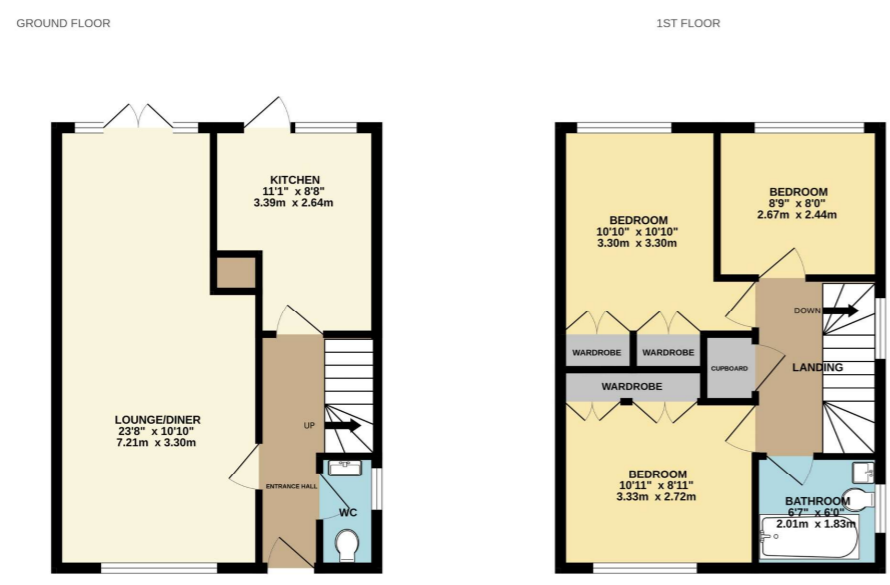 GROUND FLOOR
KITCHEN
11'1" x 8'8"
3.39m x 2.64m
LOUNGE/DINER
23'8" x 10'10"
7.21m x 3.30m
UP
ENTRANCE HALL
WC
1ST FLOOR
BEDROOM
10'10" x 10'10"
3.30m x 3.30m
BEDROOM
8'9" x 8'0"
2.67m x 2.44m
DOWN
WARDROBE
WARDROBE
CUPBOARD
LANDING
WARDROBE
BEDROOM
10'11" x 8'11"
3.33m x 2.72m
BATHROOM
6'7" x 6'0"
2.01m x 1.83m